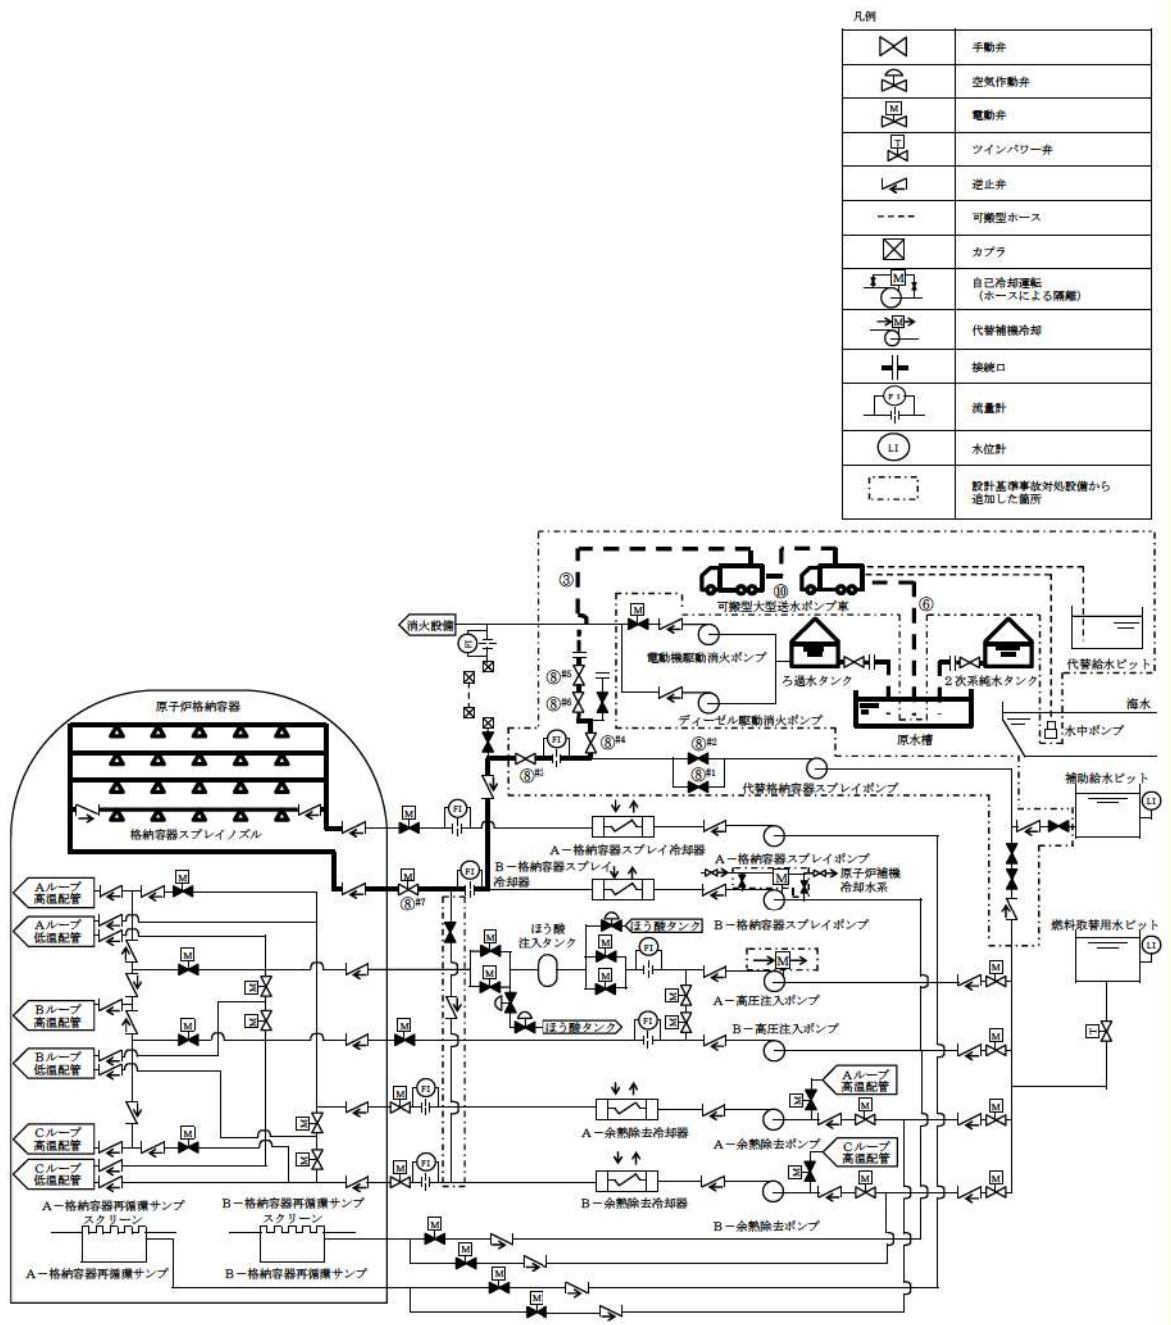 凡例
手動弁
空気作動弁
M
電動弁
T
ツインパワー弁
逆止弁
可搬型ホース
カプラ
M
自己冷却運転
(ホースによる隔離)
M
代替補機冷却
接続口
FI
流量計
LI
水位計
設計基準事故対処設備から
追加した箇所
③
⑩
⑥
可搬型大型送水ポンプ車
消火設備
M
FI
電動機駆動消火ポンプ
ろ過水タンク
2次系純水タンク
代替給水ピット
⑧#5
⑧#6
ディーゼル駆動消火ポンプ
原水槽
海水
水中ポンプ
原子炉格納容器
FI
⑧#4
⑧#2
⑧#3
⑧#1
代替格納容器スプレイポンプ
補助給水ピット
LI
格納容器スプレイノズル
M
FI
A-格納容器スプレイ冷却器
A-格納容器スプレイポンプ
B-格納容器スプレイ
冷却器
M
FI
⑧#7
M
原子炉補機
冷却水系
B-格納容器スプレイポンプ
Aループ
高温配管
M
Aループ
低温配管
ほう酸
注入タンク
ほう酸タンク
燃料取替用水ピット
LI
M
M
M
M
M
FI
M
M
A-高圧注入ポンプ
M
M
Bループ
高温配管
M
M
M
ほう酸タンク
FI
M
B-高圧注入ポンプ
M
T
Bループ
低温配管
M
FI
A-余熱除去冷却器
Aループ
高温配管
M
M
M
A-余熱除去ポンプ
Cループ
高温配管
M
M
Cループ
高温配管
Cループ
低温配管
M
M
FI
B-余熱除去冷却器
M
M
M
B-余熱除去ポンプ
A-格納容器再循環サンプ
スクリーン
B-格納容器再循環サンプ
スクリーン
M
M
A-格納容器再循環サンプ
B-格納容器再循環サンプ
M
M